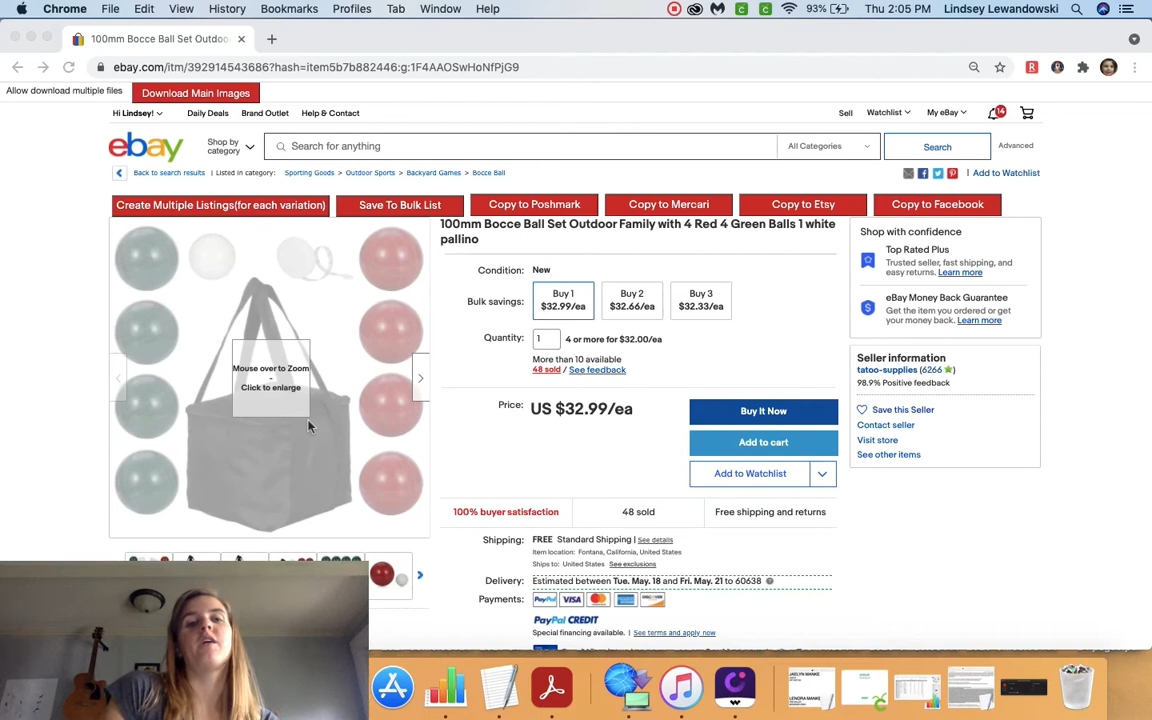 Chrome File Edit View History Bookmarks Profiles Tab Window Help 93% Thu 2:05 PM Lindsey Lewandowski
100mm Bocce Ball Set Outdoo
ebay.com/itm/392914543686?hash=item5b7b882446:g:1F4AAOSwHoNfPjG9
Allow download multiple files Download Main Images
Hi Lindsey! Daily Deals Brand Outlet Help & Contact Sell Watchlist My eBay 14
ebay Shop by category Search for anything All Categories Search Advanced
Back to search results | Listed in category: Sporting Goods > Outdoor Sports > Backyard Games > Bocce Ball | Add to Watchlist
Create Multiple Listings(for each variation) Save To Bulk List Copy to Poshmark Copy to Mercari Copy to Etsy Copy to Facebook
100mm Bocce Ball Set Outdoor Family with 4 Red 4 Green Balls 1 white
pallino
Condition: New
Bulk savings:
Buy 1 Buy 2 Buy 3
$32.99/ea $32.66/ea $32.33/ea
Quantity: 1 4 or more for $32.00/ea
More than 10 available
48 sold / See feedback
Mouse over to Zoom
-
Click to enlarge
Price: US $32.99/ea
Buy It Now
Add to cart
Add to Watchlist
100% buyer satisfaction 48 sold Free shipping and returns
Shipping: FREE Standard Shipping | See details
Item location: Fontana, California, United States
Ships to: United States See exclusions
Delivery: Estimated between Tue. May. 18 and Fri. May. 21 to 60638
Payments: PayPal VISA DISCOVER
PayPal CREDIT
Special financing available. | See terms and apply now
Shop with confidence
Top Rated Plus
Trusted seller, fast shipping, and
easy returns. Learn more
eBay Money Back Guarantee
Get the item you ordered or get
your money back. Learn more
Seller information
tatoo-supplies (6266)
98.9% Positive feedback
Save this Seller
Contact seller
Visit store
See other items